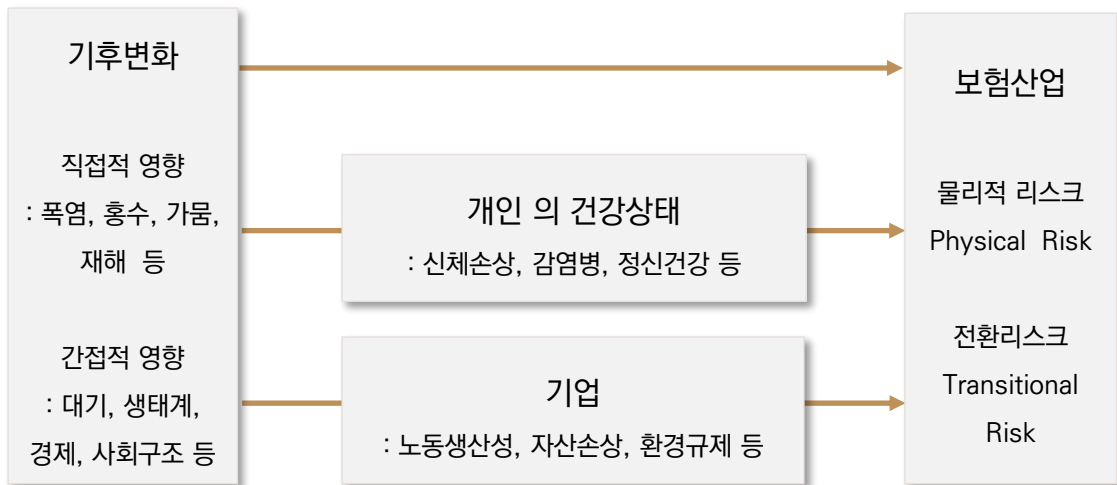 기후변화
직접적 영향
: 폭염, 홍수, 가뭄,
재해 등
간접적 영향
: 대기, 생태계,
경제, 사회구조 등
개인 의 건강상태
: 신체손상, 감염병, 정신건강 등
기업
: 노동생산성, 자산손상, 환경규제 등
보험산업
물리적 리스크
Physical Risk
전환리스크
Transitional
Risk